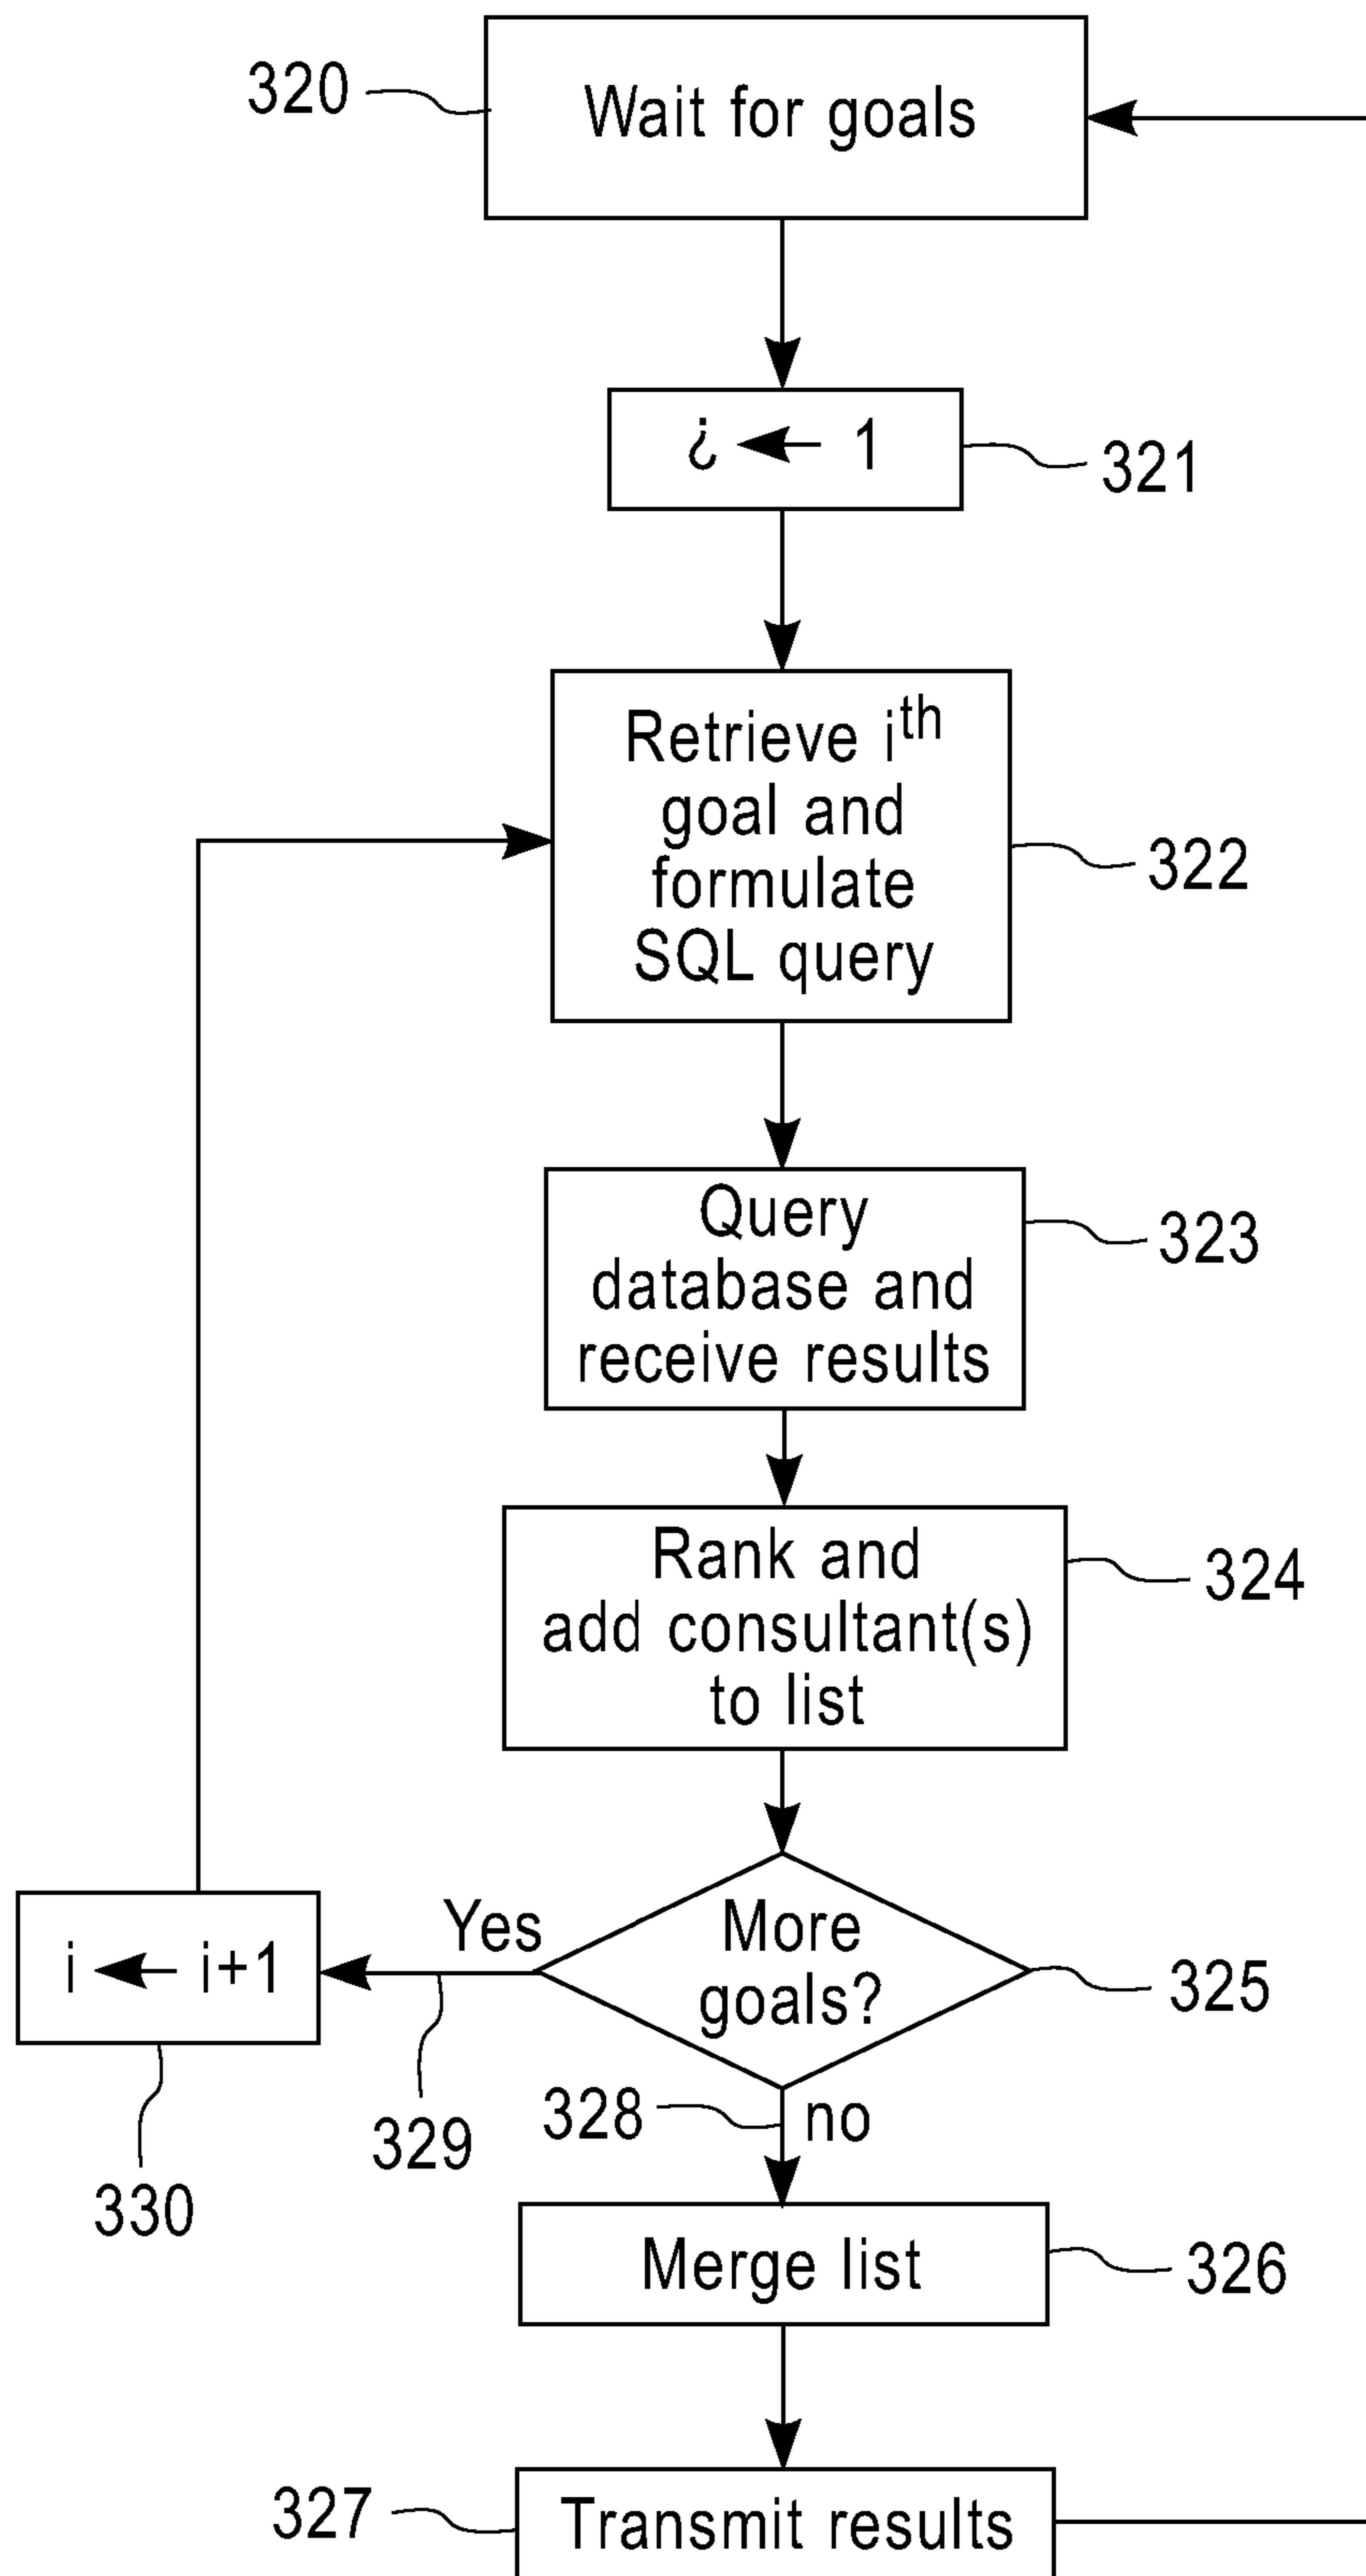 320
Wait for goals
¿ ← 1
321
Retrieve iᵗʰ
goal and
formulate
SQL query
322
Query
database and
receive results
323
Rank and
add consultant(s)
to list
324
More
goals?
325
Yes
i ← i+1
329
330
328
no
Merge list
326
327
Transmit results